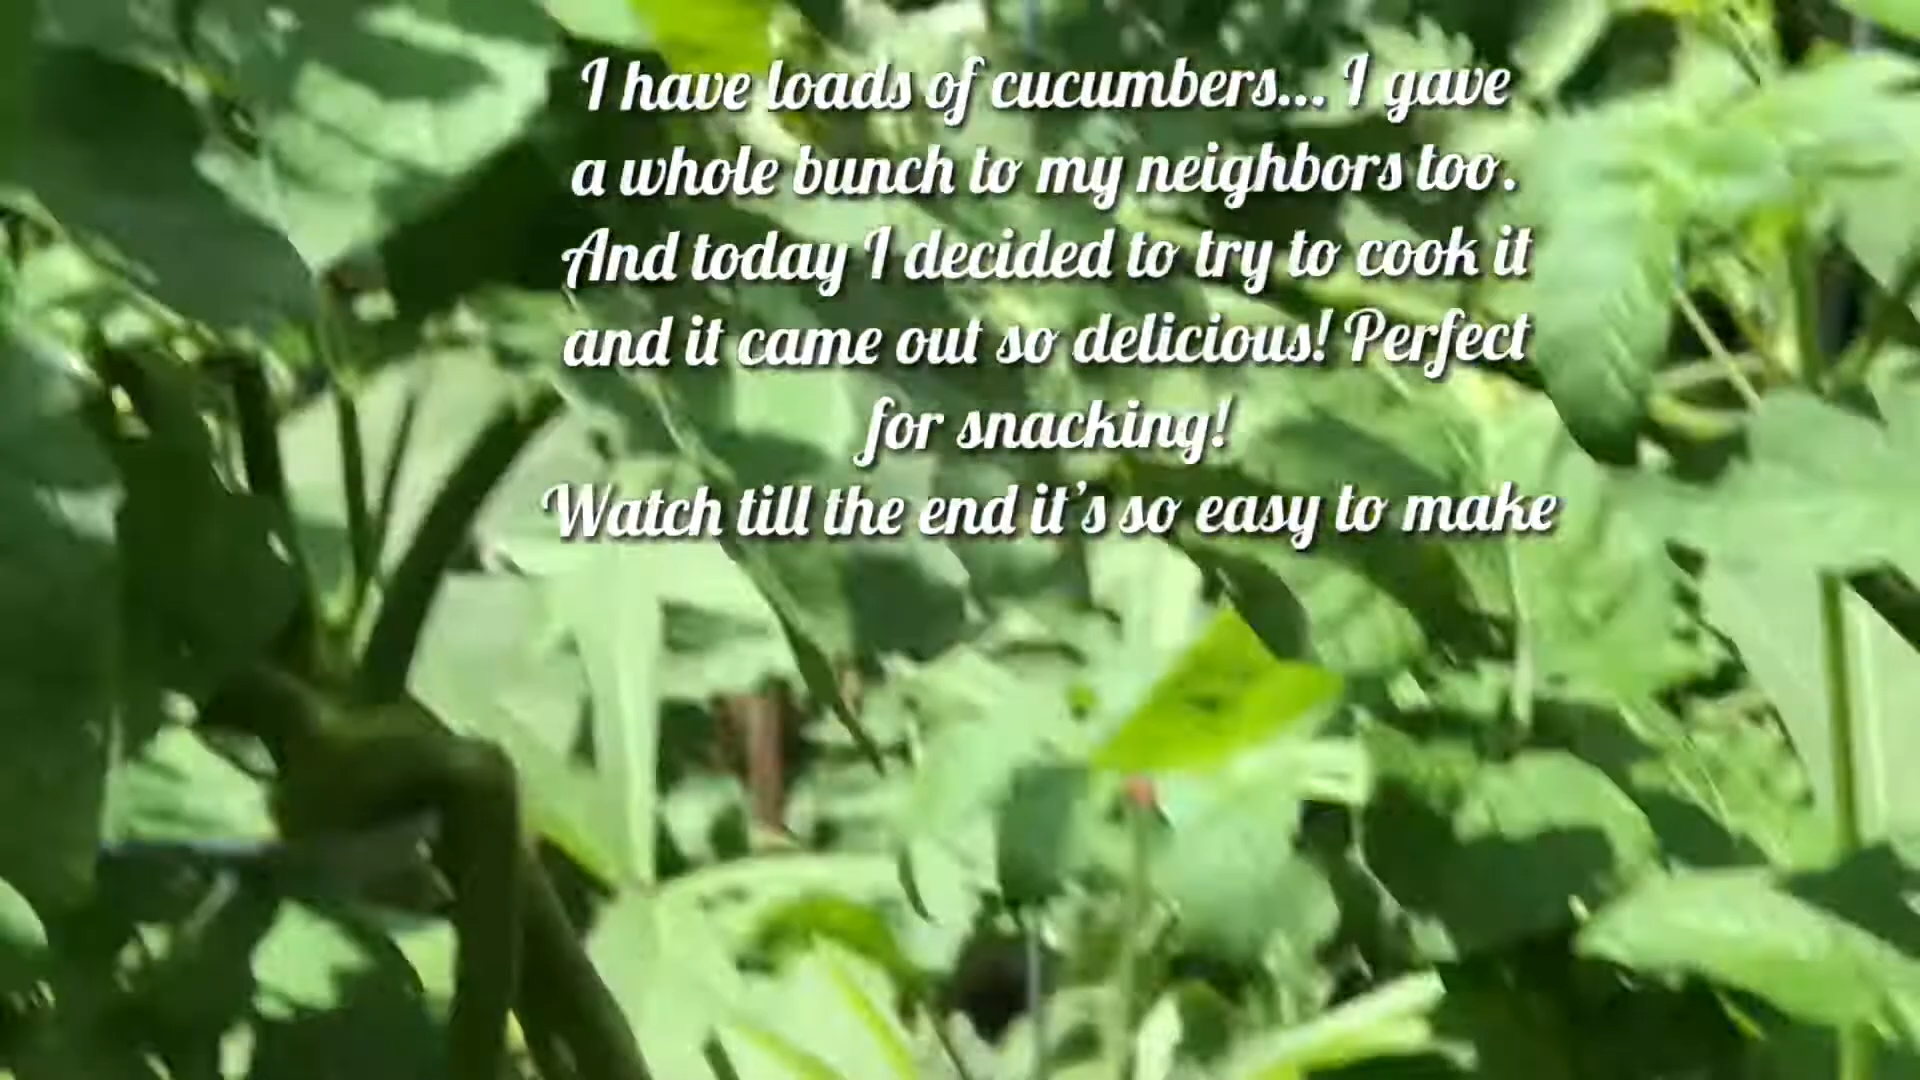 I have loads of cucumbers... I gave
a whole bunch to my neighbors too.
And today I decided to try to cook it
and it came out so delicious! Perfect
for snacking!
Watch till the end it's so easy to make